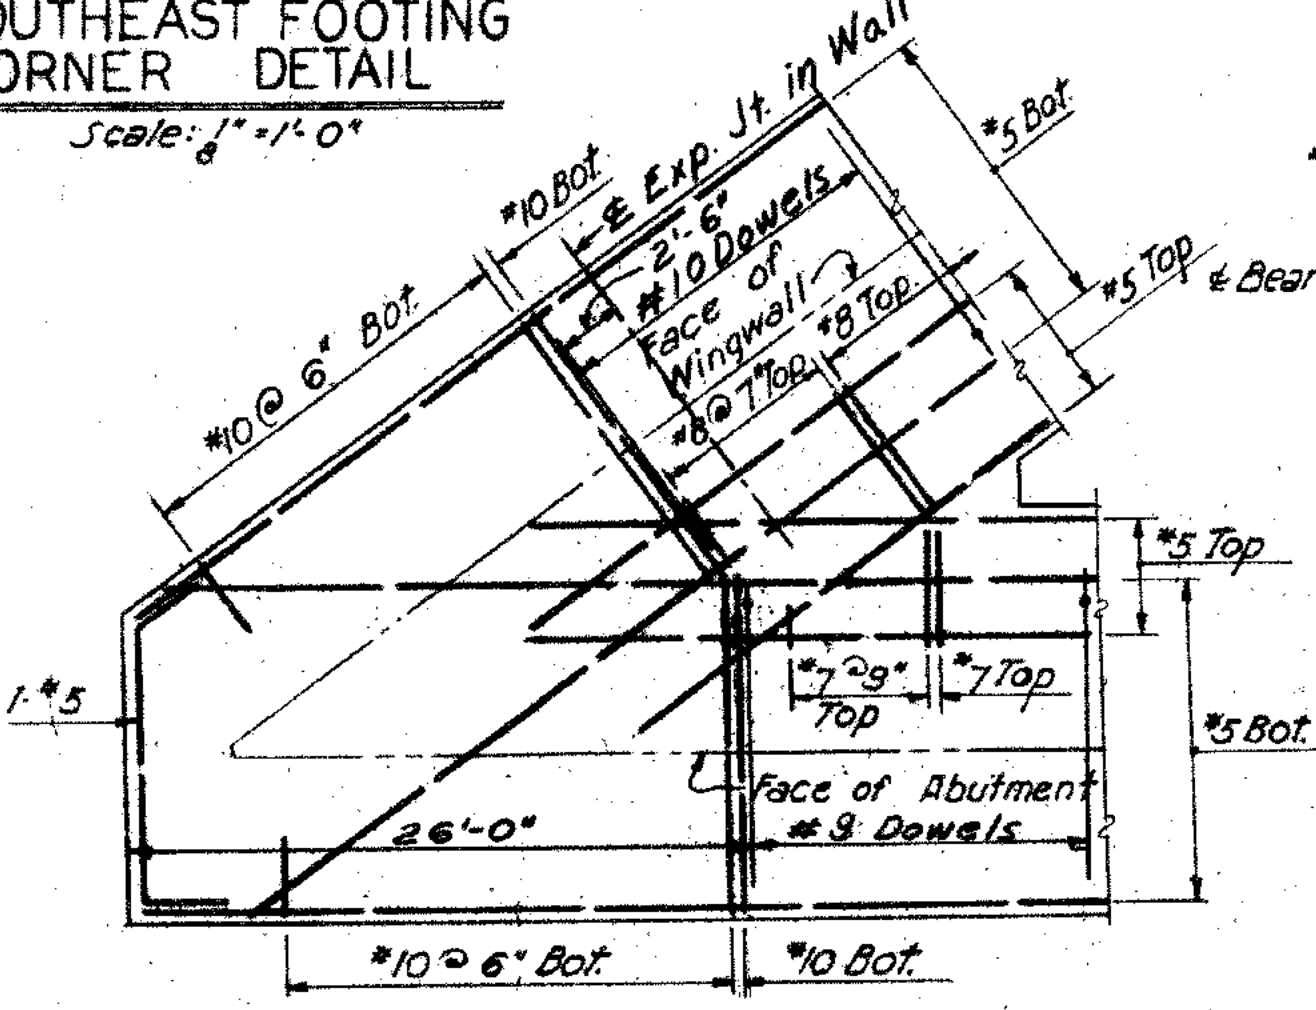 OUTHEAST FOOTING
ORNER DETAIL
Scale: 1/8" = 1'-0"
#10 Bot.
℄ Exp. Jt. in Wall
#5 Bot.
2'-6"
#10 Dowels
Face of
Wingwall
#8 Top.
#5 Top
℄ Bear
#10 @ 6" Bot.
#8 @ 7" Top
#5 Top
1-#5
#7 @ 9"
Top
#7 Top
#5 Bot.
Face of Abutment
26'-0"
#9 Dowels
#10 @ 6" Bot.
#10 Bot.